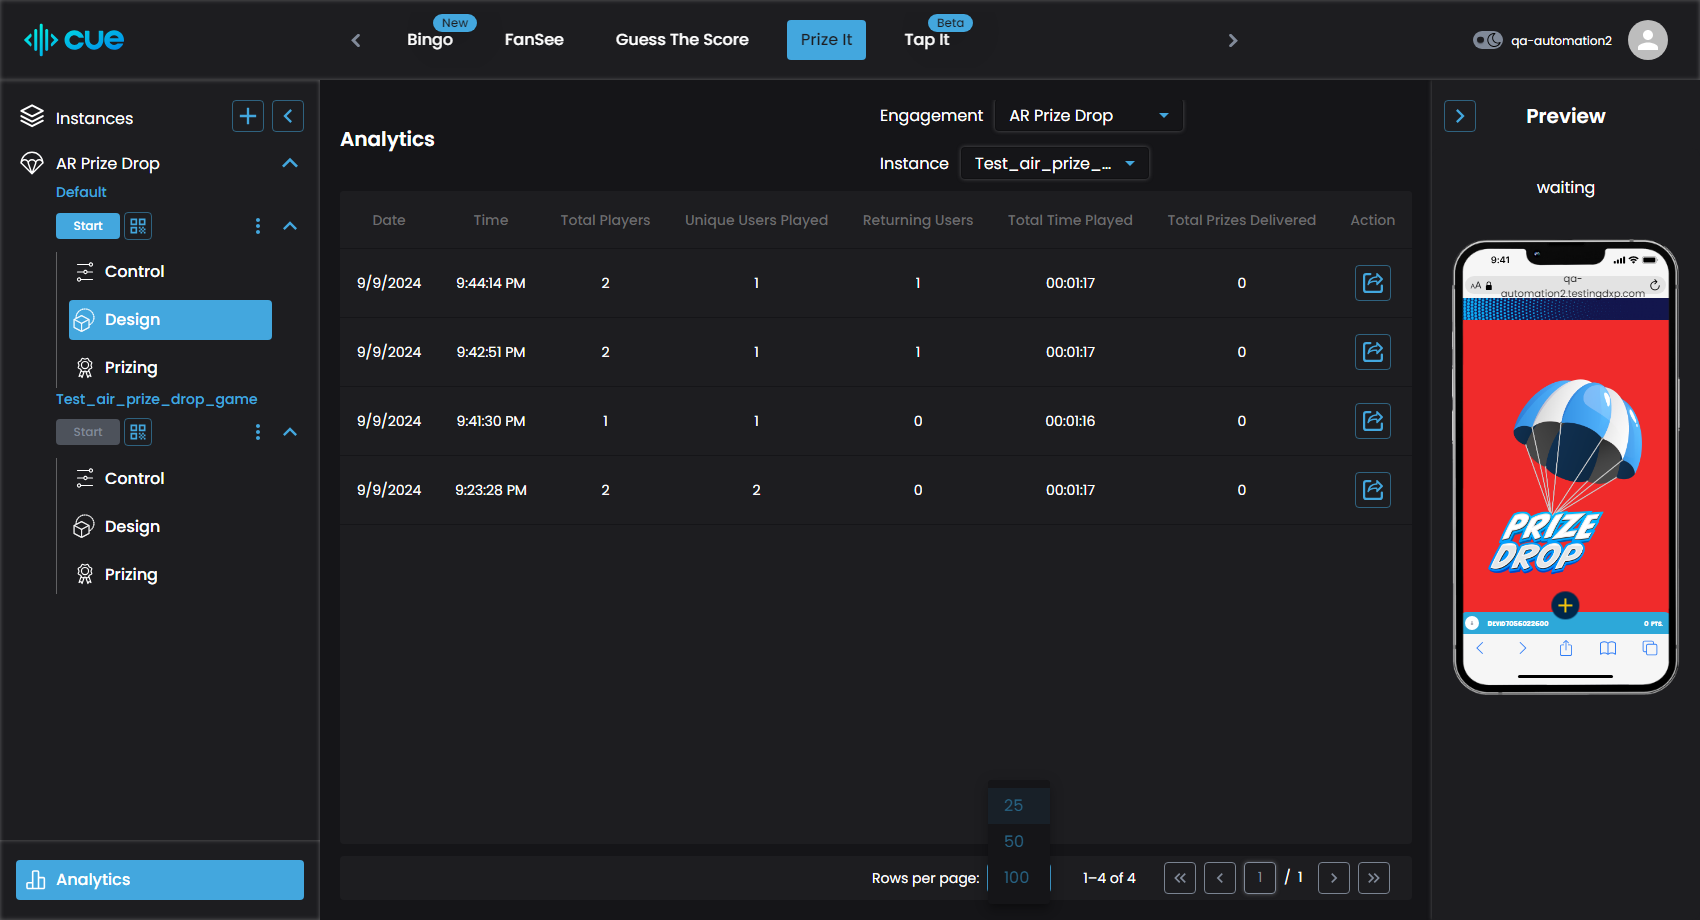 cue
New
Bingo
FanSee
Guess The Score
Prize It
Beta
Tap It
qa-automation2
Instances
AR Prize Drop
Default
Start
Control
Design
Prizing
Test_air_prize_drop_game
Start
Control
Design
Prizing
Analytics
Analytics
Engagement AR Prize Drop
Instance Test_air_prize_...
Date Time Total Players Unique Users Played Returning Users Total Time Played Total Prizes Delivered Action
9/9/2024 9:44:14 PM 2 1 1 00:01:17 0
9/9/2024 9:42:51 PM 2 1 1 00:01:17 0
9/9/2024 9:41:30 PM 1 1 0 00:01:16 0
9/9/2024 9:23:28 PM 2 2 0 00:01:17 0
25
50
100
Rows per page:
1–4 of 4
1 / 1
Preview
waiting
9:41
AA
qa-
automation2.testingdxp.com
PRIZE
DROP
0 PTS.